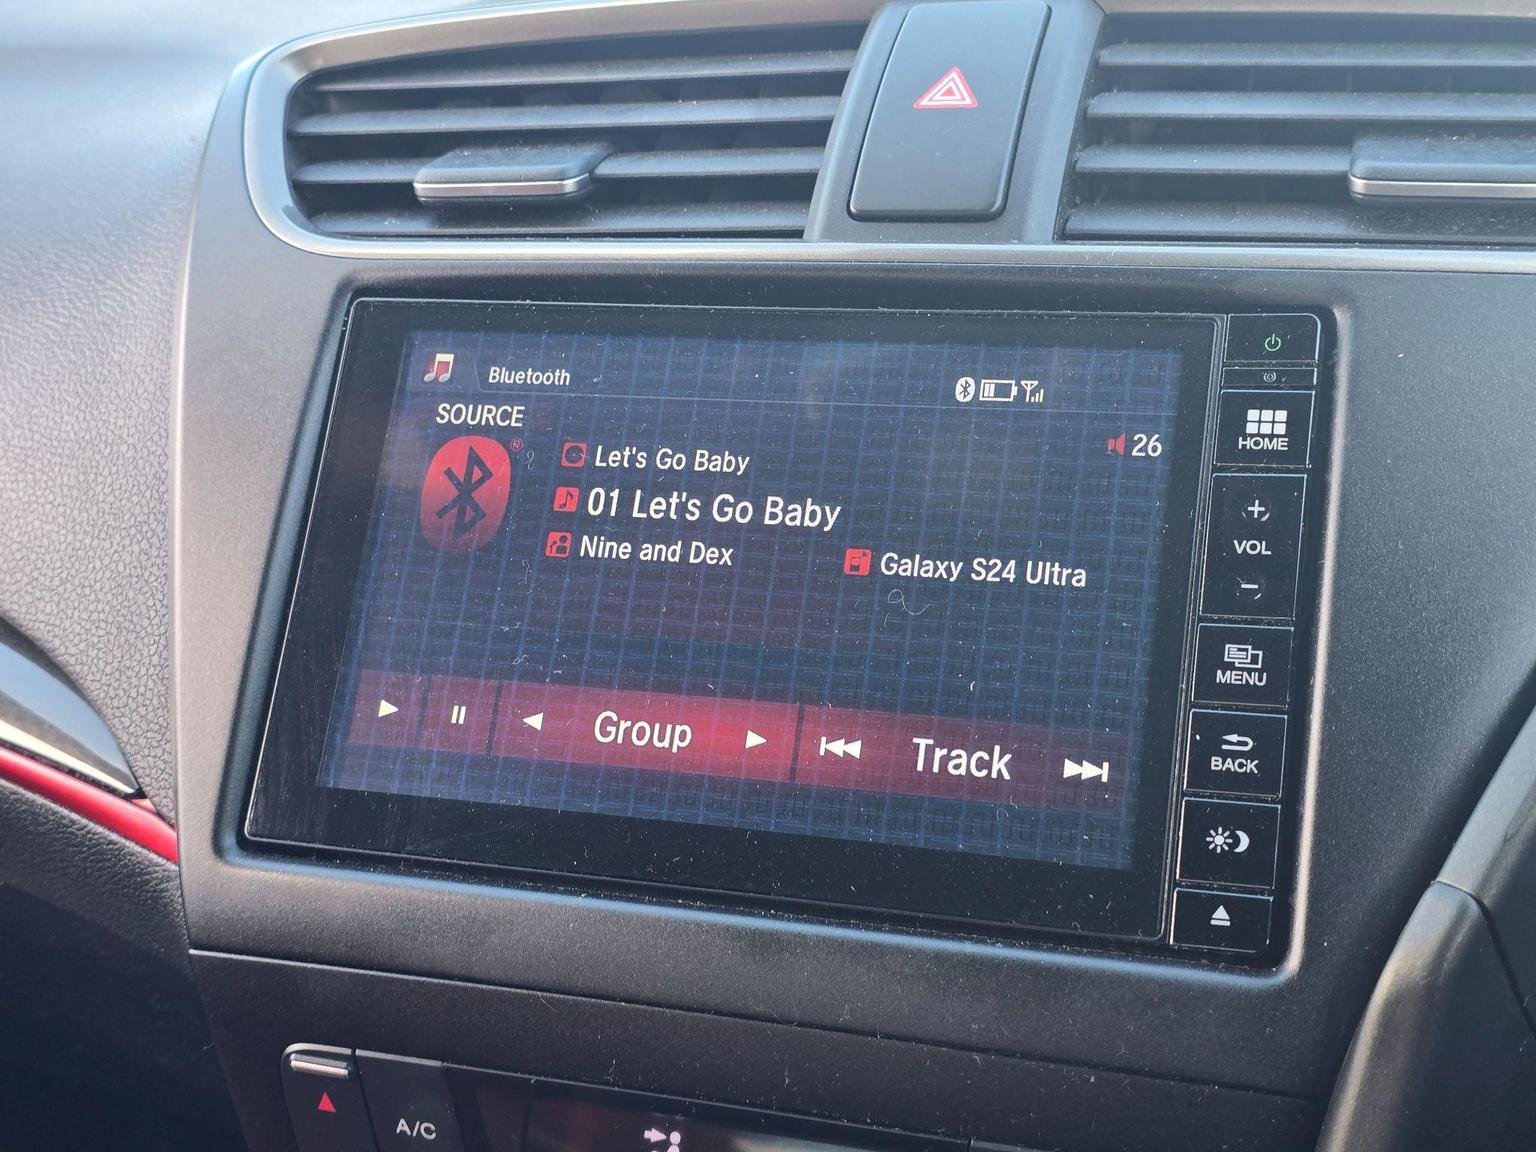 Bluetooth
SOURCE
26
Let's Go Baby
01 Let's Go Baby
Nine and Dex
Galaxy S24 Ultra
Group
Track
HOME
+
VOL
-
MENU
BACK
A/C